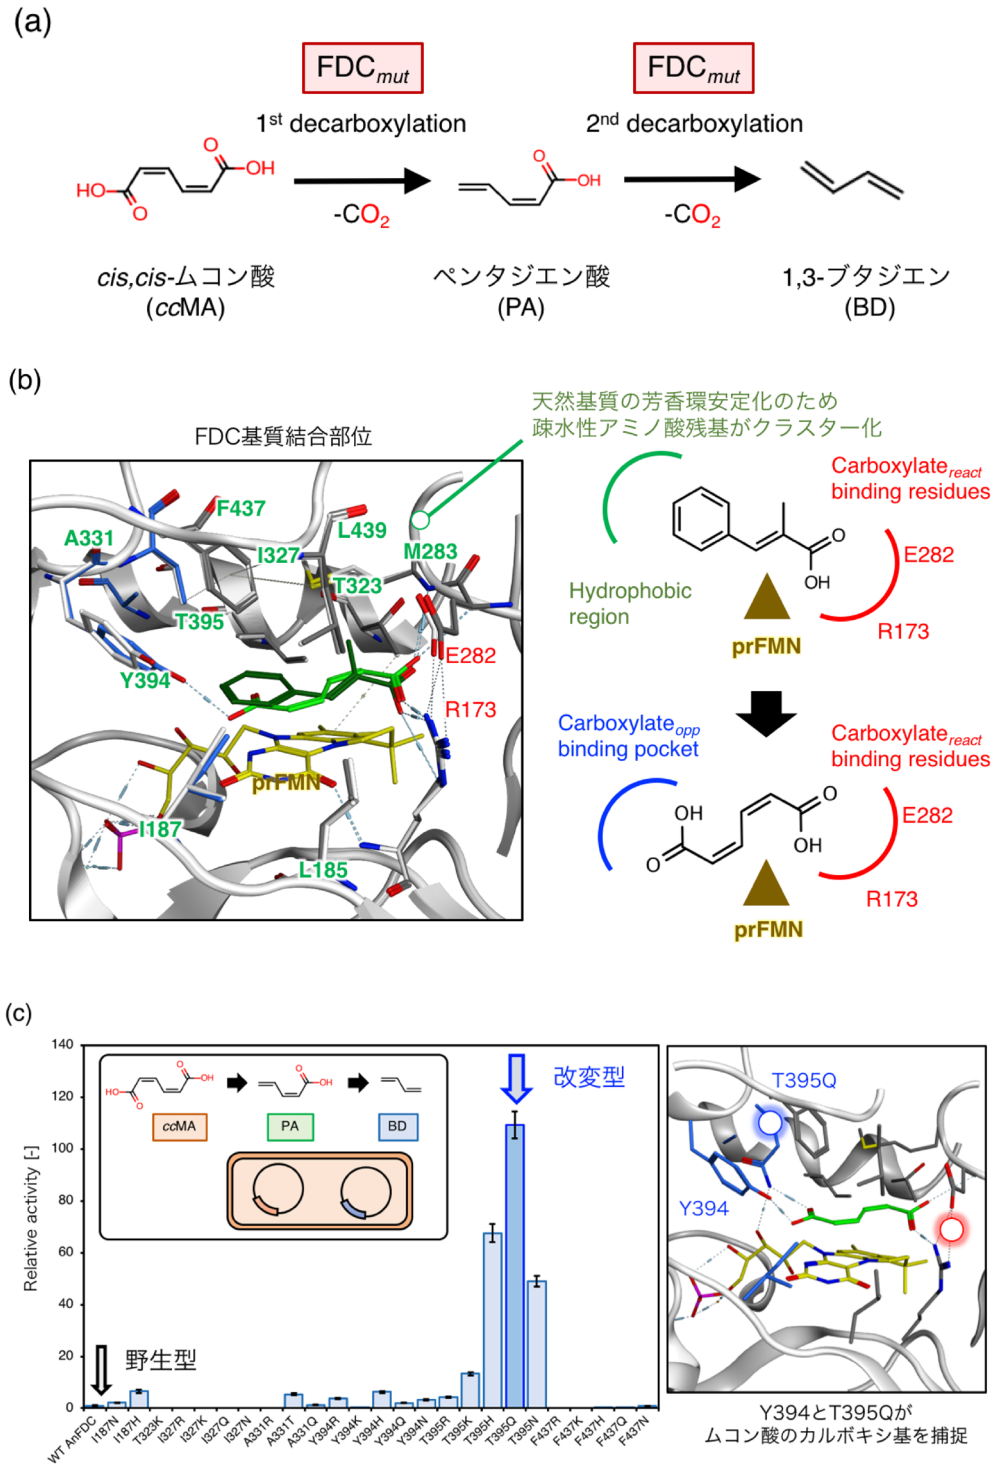 (a)
FDCmut
FDCmut
1st decarboxylation
2nd decarboxylation
O
OH
HO
O
-CO2
O
OH
-CO2
cis,cis-ムコン酸
(ccMA)
ペンタジエン酸
(PA)
1,3-ブタジエン
(BD)
(b)
FDC基質結合部位
天然基質の芳香環安定化のため
疎水性アミノ酸残基がクラスター化
F437
L439
A331
I327
M283
T323
T395
E282
Y394
R173
prFMN
I187
L185
Carboxylatereact
binding residues
E282
O
OH
Hydrophobic
region
R173
prFMN
Carboxylateopp
binding pocket
Carboxylatereact
binding residues
O
OH
E282
O
OH
R173
prFMN
(c)
Relative activity [-]
140
120
100
80
60
40
20
0
HO
O
O
OH
O
OH
ccMA
PA
BD
改変型
野生型
WT AnFDC
I187N
I187H
T323K
I327R
I327K
I327Q
I327N
A331R
A331T
A331Q
Y394R
Y394K
Y394H
Y394Q
Y394N
T395R
T395K
T395H
T395Q
T395N
F437R
F437K
F437H
F437Q
F437N
T395Q
Y394
Y394とT395Qが
ムコン酸のカルボキシ基を捕捉